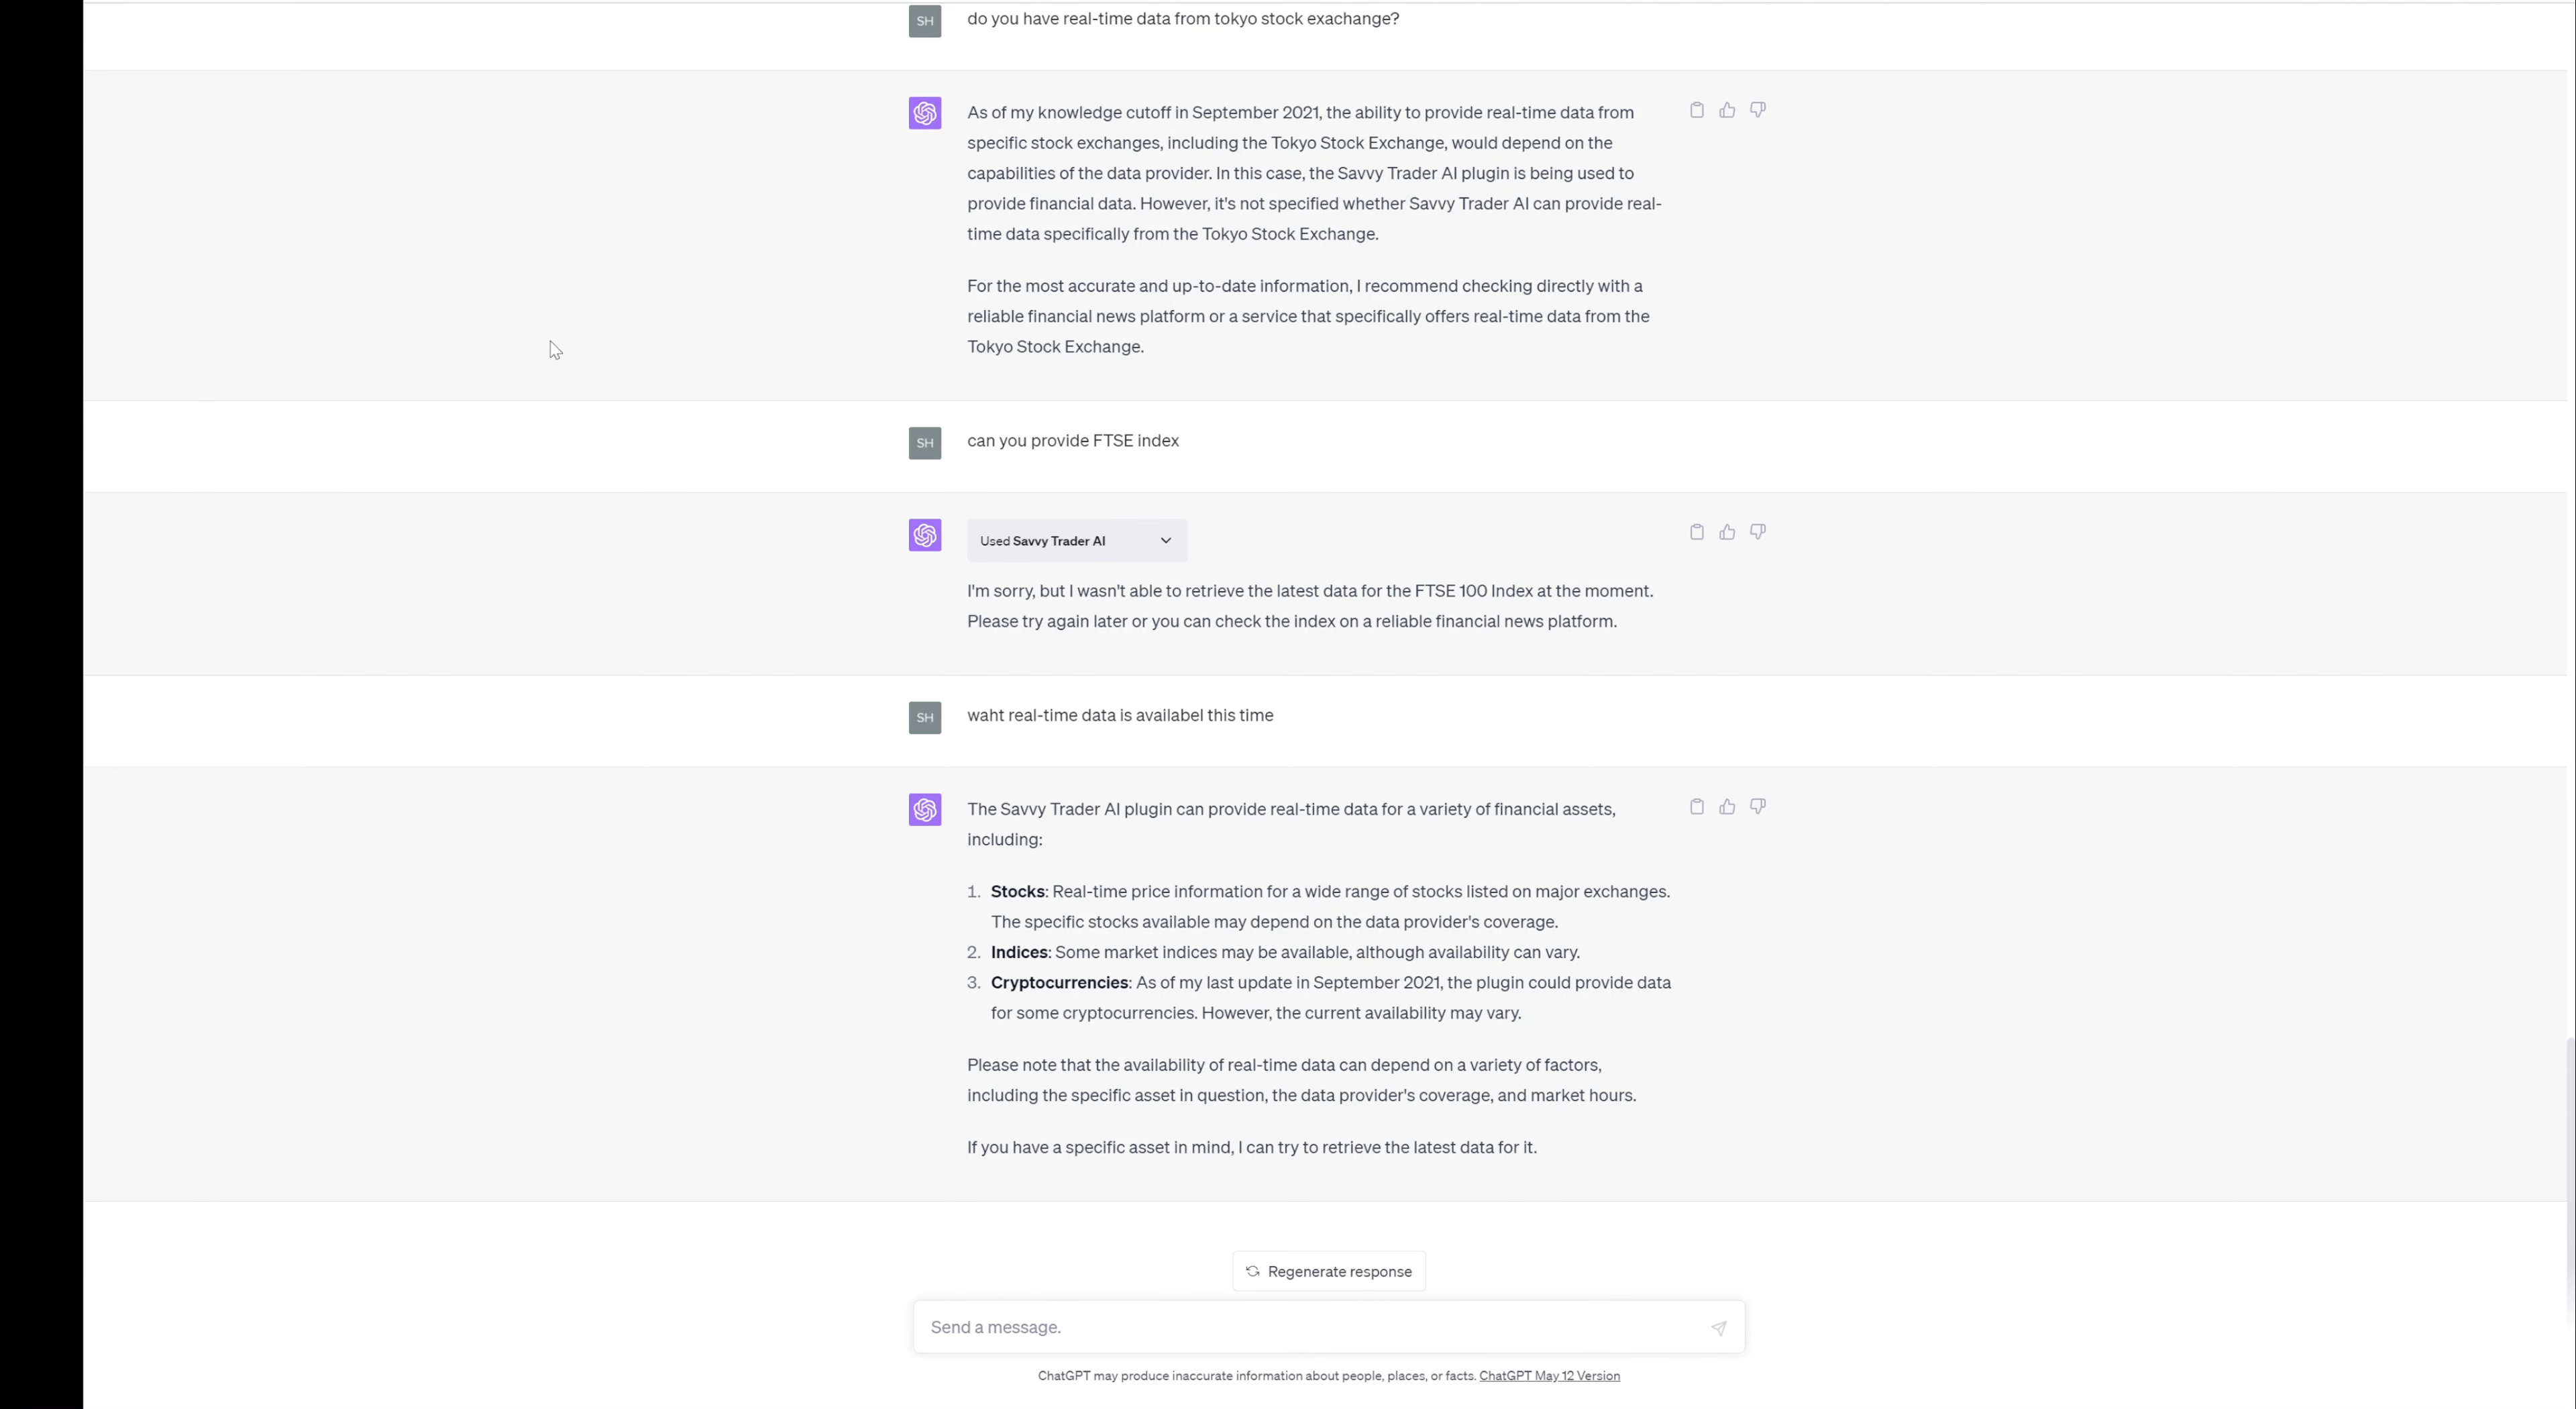 SH
do you have real-time data from tokyo stock exachange?
As of my knowledge cutoff in September 2021, the ability to provide real-time data from
specific stock exchanges, including the Tokyo Stock Exchange, would depend on the
capabilities of the data provider. In this case, the Savvy Trader AI plugin is being used to
provide financial data. However, it's not specified whether Savvy Trader AI can provide real-
time data specifically from the Tokyo Stock Exchange.
For the most accurate and up-to-date information, I recommend checking directly with a
reliable financial news platform or a service that specifically offers real-time data from the
Tokyo Stock Exchange.
SH
can you provide FTSE index
Used Savvy Trader AI
I'm sorry, but I wasn't able to retrieve the latest data for the FTSE 100 Index at the moment.
Please try again later or you can check the index on a reliable financial news platform.
SH
waht real-time data is availabel this time
The Savvy Trader AI plugin can provide real-time data for a variety of financial assets,
including:
1. Stocks: Real-time price information for a wide range of stocks listed on major exchanges.
The specific stocks available may depend on the data provider's coverage.
2. Indices: Some market indices may be available, although availability can vary.
3. Cryptocurrencies: As of my last update in September 2021, the plugin could provide data
for some cryptocurrencies. However, the current availability may vary.
Please note that the availability of real-time data can depend on a variety of factors,
including the specific asset in question, the data provider's coverage, and market hours.
If you have a specific asset in mind, I can try to retrieve the latest data for it.
Regenerate response
Send a message.
ChatGPT may produce inaccurate information about people, places, or facts. ChatGPT May 12 Version